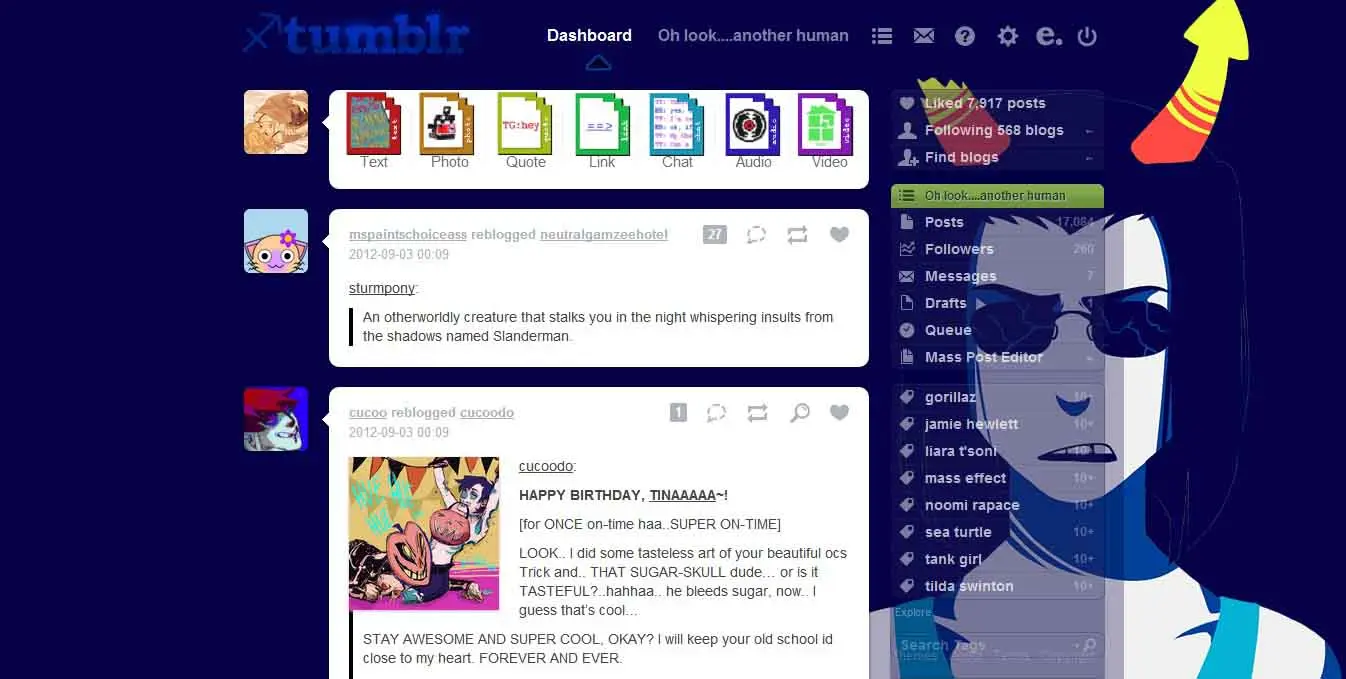 tumblr
Dashboard
Oh look....another human
text
photo
TG:hey
==>
link
chat
audio
video
Text
Photo
Quote
Link
Chat
Audio
Video
mspaintschoiceass reblogged neutralgamzeehotel
27
2012-09-03 00:09
sturmpony:
An otherworldly creature that stalks you in the night whispering insults from
the shadows named Slanderman.
cucoo reblogged cucoodo
1
2012-09-03 00:09
cucoodo:
HAPPY BIRTHDAY, TINAAAAA~!
[for ONCE on-time haa..SUPER ON-TIME]
LOOK.. I did some tasteless art of your beautiful ocs
Trick and.. THAT SUGAR-SKULL dude... or is it
TASTEFUL?..hahhaa.. he bleeds sugar, now.. I
guess that's cool...
STAY AWESOME AND SUPER COOL, OKAY? I will keep your old school id
close to my heart. FOREVER AND EVER.
Liked 7,917 posts
Following 568 blogs
Find blogs
Oh look....another human
Posts 17,084
Followers 260
Messages 7
Drafts 1
Queue
Mass Post Editor
gorillaz 10+
jamie hewlett 10+
liara t'soni 10+
mass effect 10+
noomi rapace 10+
sea turtle 10+
tank girl 10+
tilda swinton 10+
Explore
Search Tags
Themes